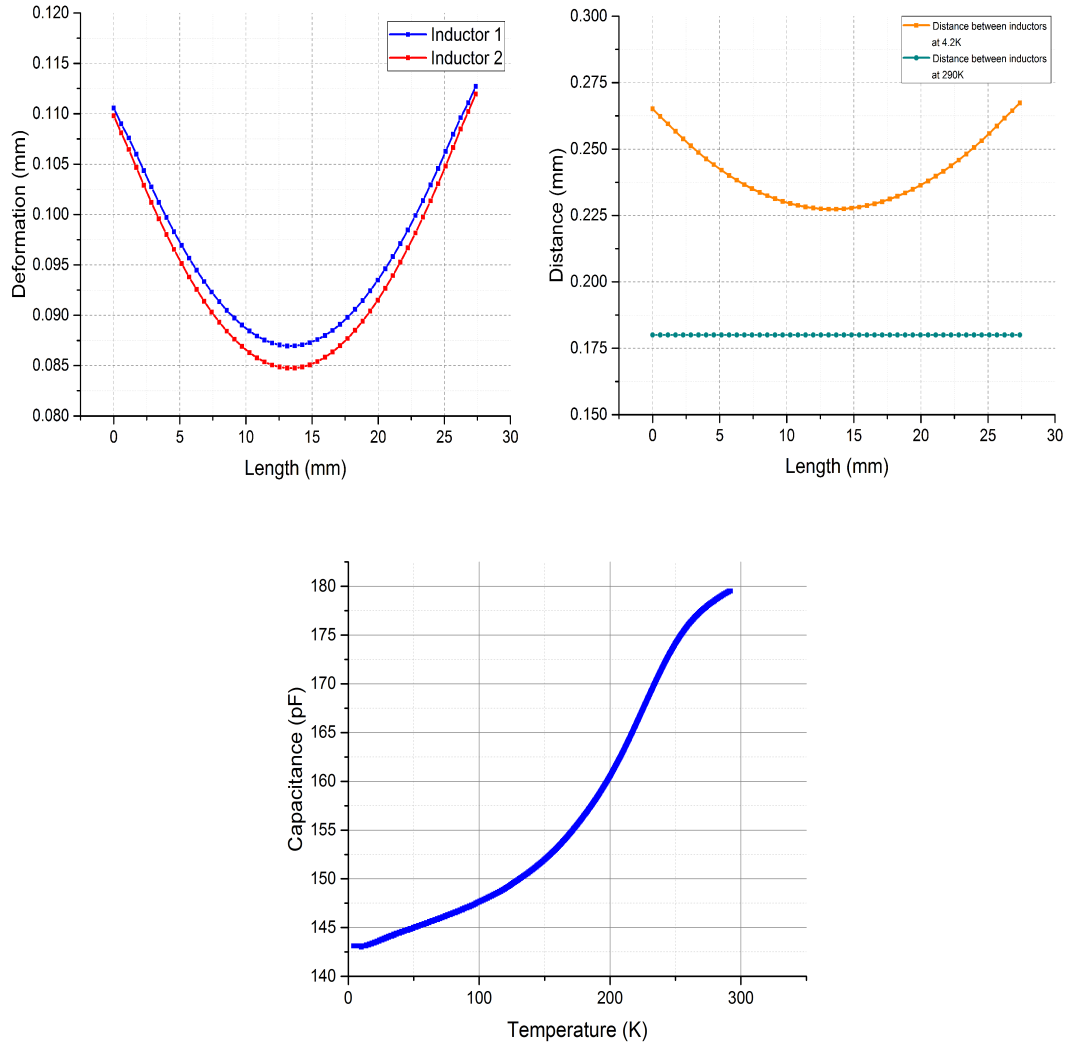 0.120
0.115
0.110
0.105
0.100
0.095
0.090
0.085
0.080
Deformation (mm)
Inductor 1
Inductor 2
0 5 10 15 20 25 30
Length (mm)
0.300
0.275
0.250
0.225
0.200
0.175
0.150
Distance (mm)
Distance between inductors
at 4.2K
Distance between inductors
at 290K
0 5 10 15 20 25 30
Length (mm)
180
175
170
165
160
155
150
145
140
Capacitance (pF)
0 100 200 300
Temperature (K)